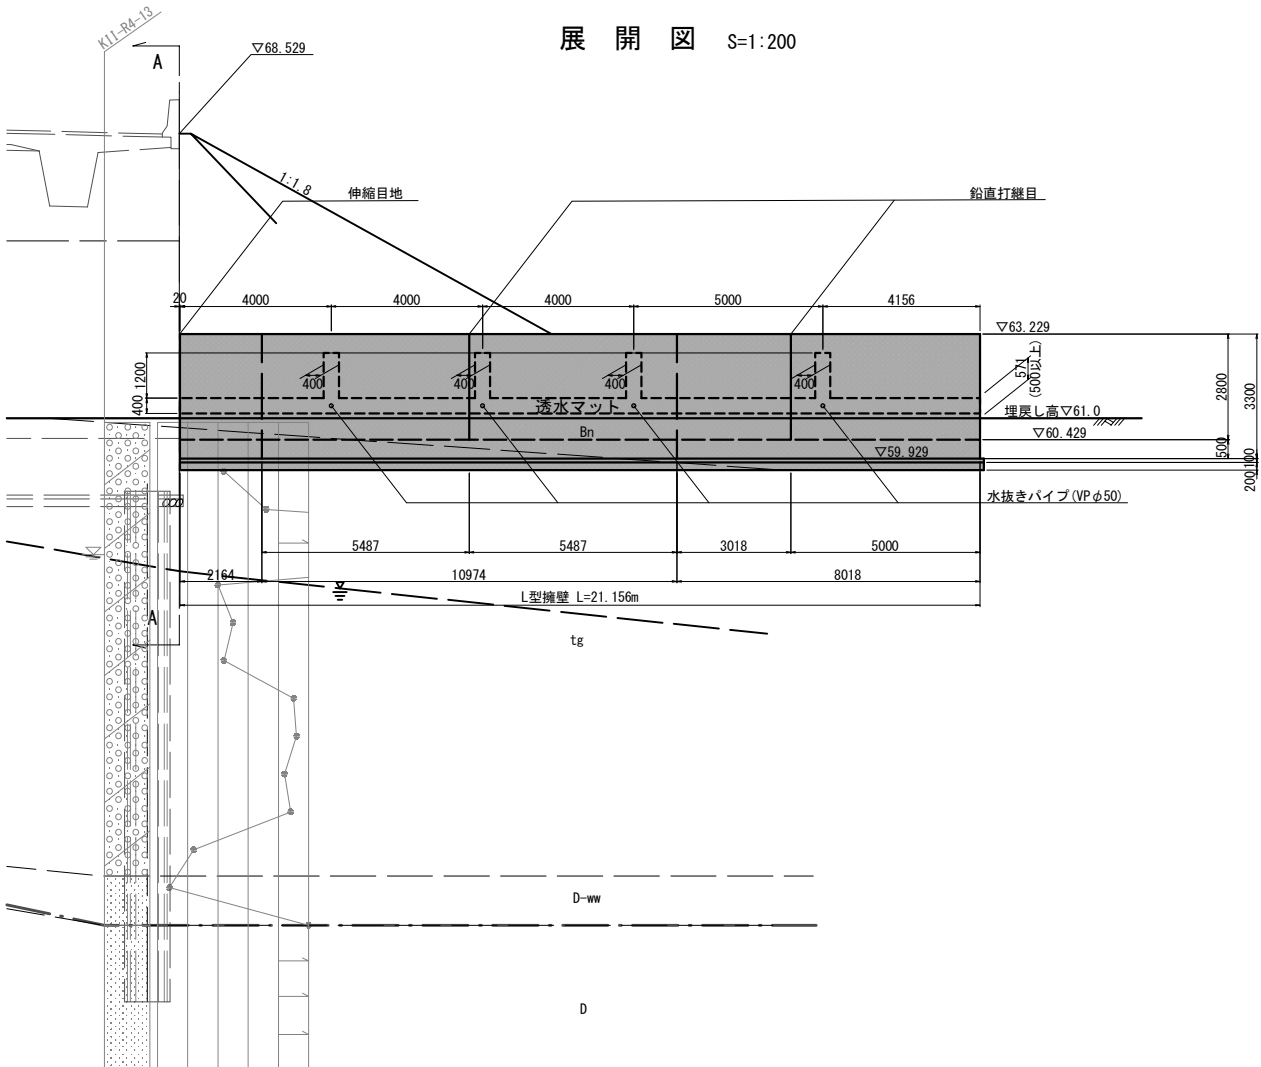 展開図 S=1:200
KI1-R4-13
A
▽68.529
1:1.8
伸縮目地
鉛直打継目
20
4000
4000
4000
5000
4156
▽63.229
1200
400
400
400
400
400
571
(500以上)
2800
3300
透水マット
埋戻し高▽61.0
Bn
▽60.429
▽59.929
500
100
200
水抜きパイプ(VPφ50)
5487
5487
3018
5000
2164
10974
8018
L型擁壁 L=21.156m
A
tg
D-ww
D